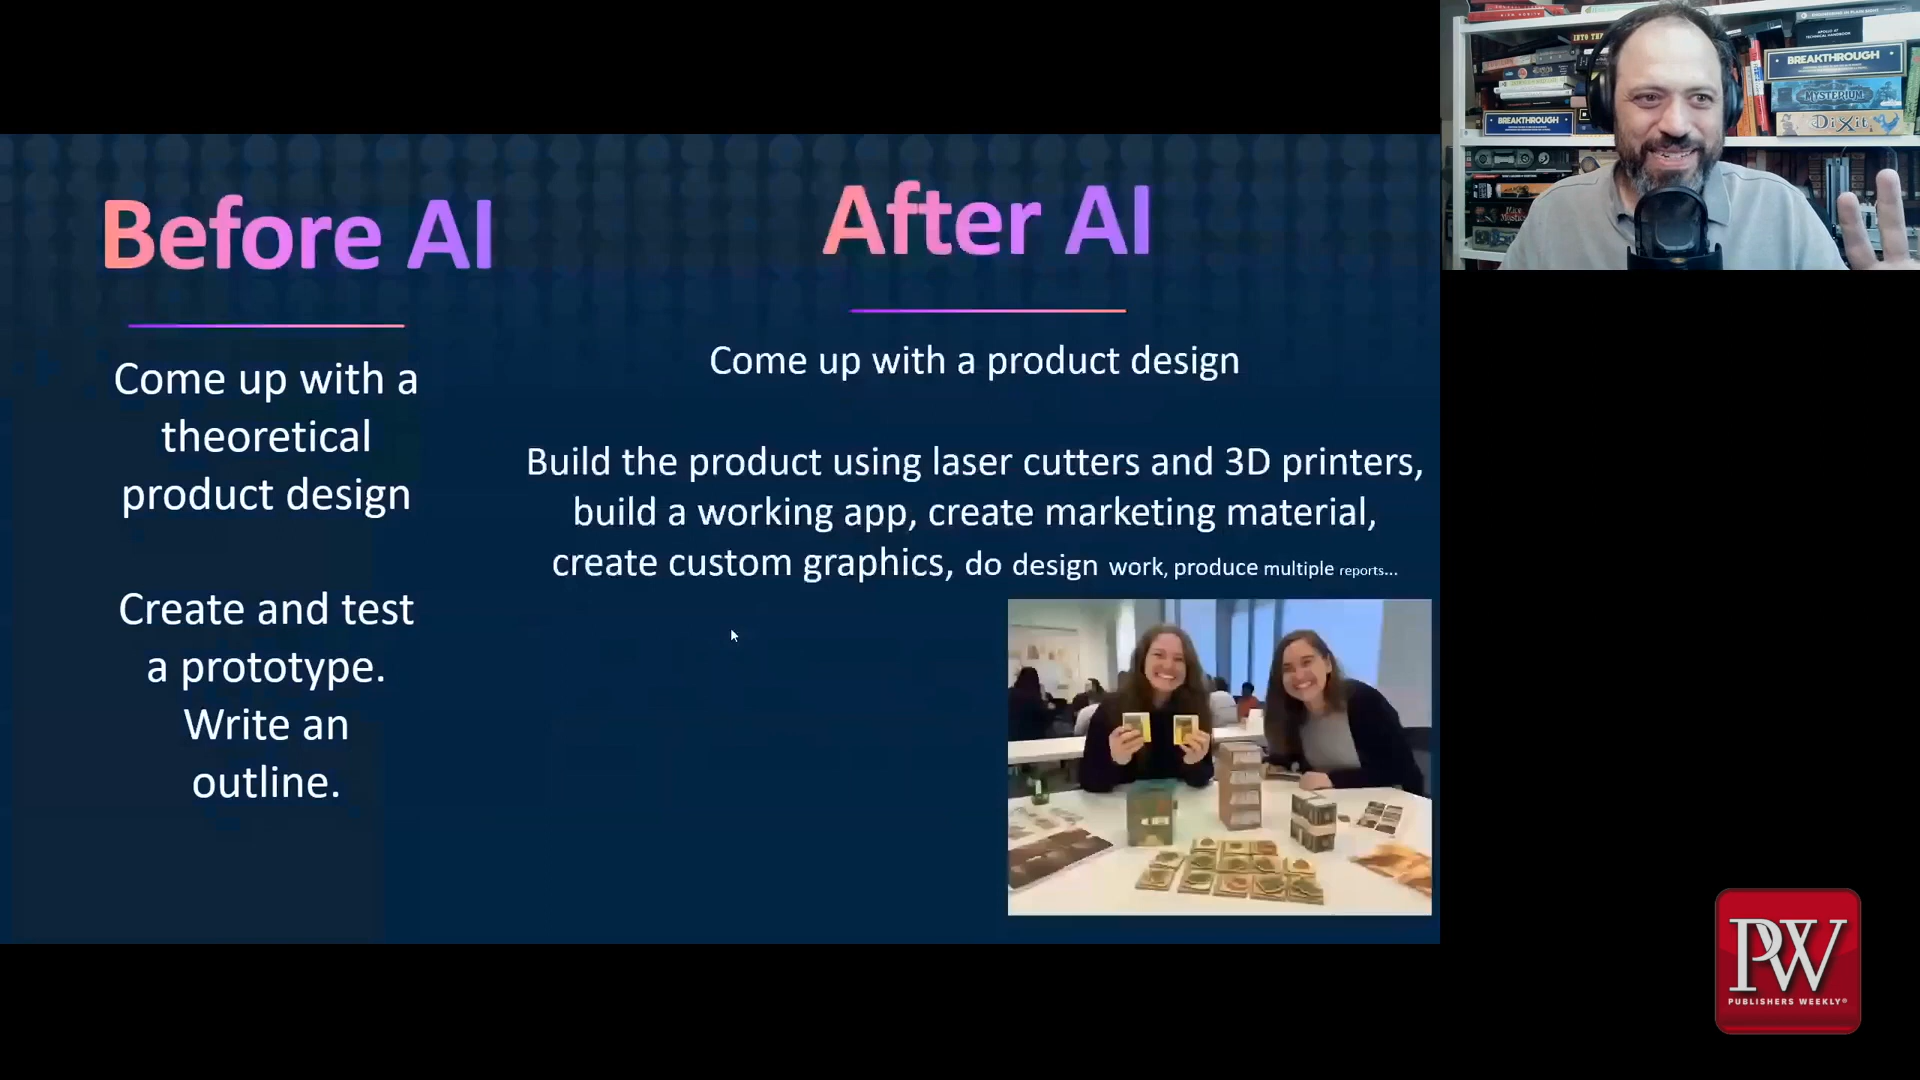 Before AI
Come up with a
theoretical
product design
Create and test
a prototype.
Write an
outline.
After AI
Come up with a product design
Build the product using laser cutters and 3D printers,
build a working app, create marketing material,
create custom graphics, do design work, produce multiple reports...
INTO THE
BREAKTHROUGH
MYSTERIUM
DiXit
BREAKTHROUGH
PW
PUBLISHERS WEEKLY®